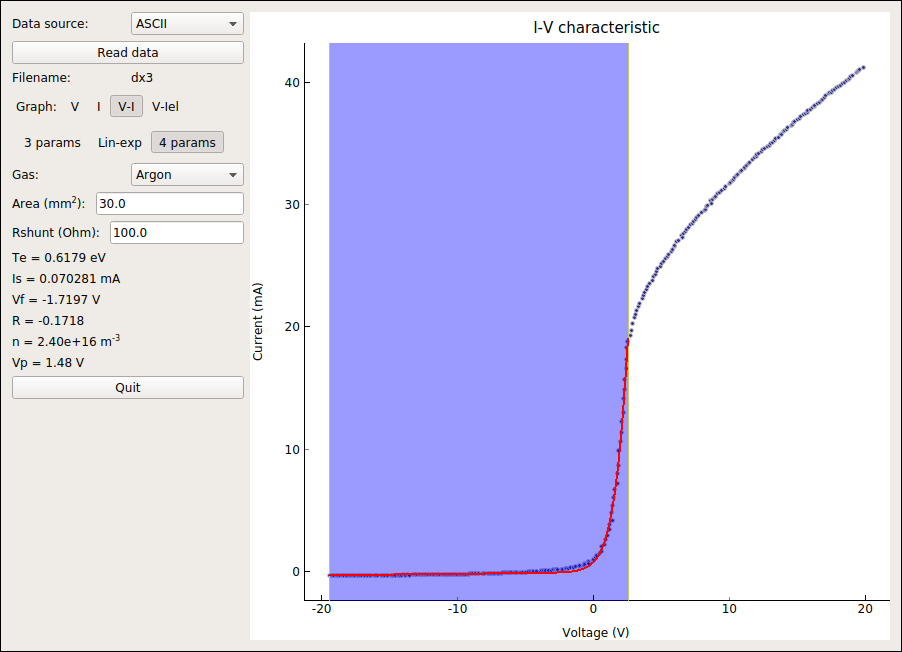 Data source: ASCII
Read data
Filename: dx3
Graph: V I V-I V-Iel
3 params Lin-exp 4 params
Gas: Argon
Area (mm²): 30.0
Rshunt (Ohm): 100.0
Te = 0.6179 eV
Is = 0.070281 mA
Vf = -1.7197 V
R = -0.1718
n = 2.40e+16 m⁻³
Vp = 1.48 V
Quit
I-V characteristic
Current (mA)
40
30
20
10
0
-20 -10 0 10 20
Voltage (V)